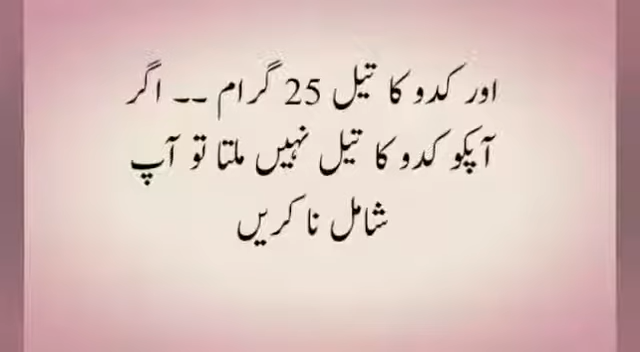 اور کدو کا تیل 25 گرام ۔۔ اگر
آپکو کدو کا تیل نہیں ملتا تو آپ
شامل نا کریں